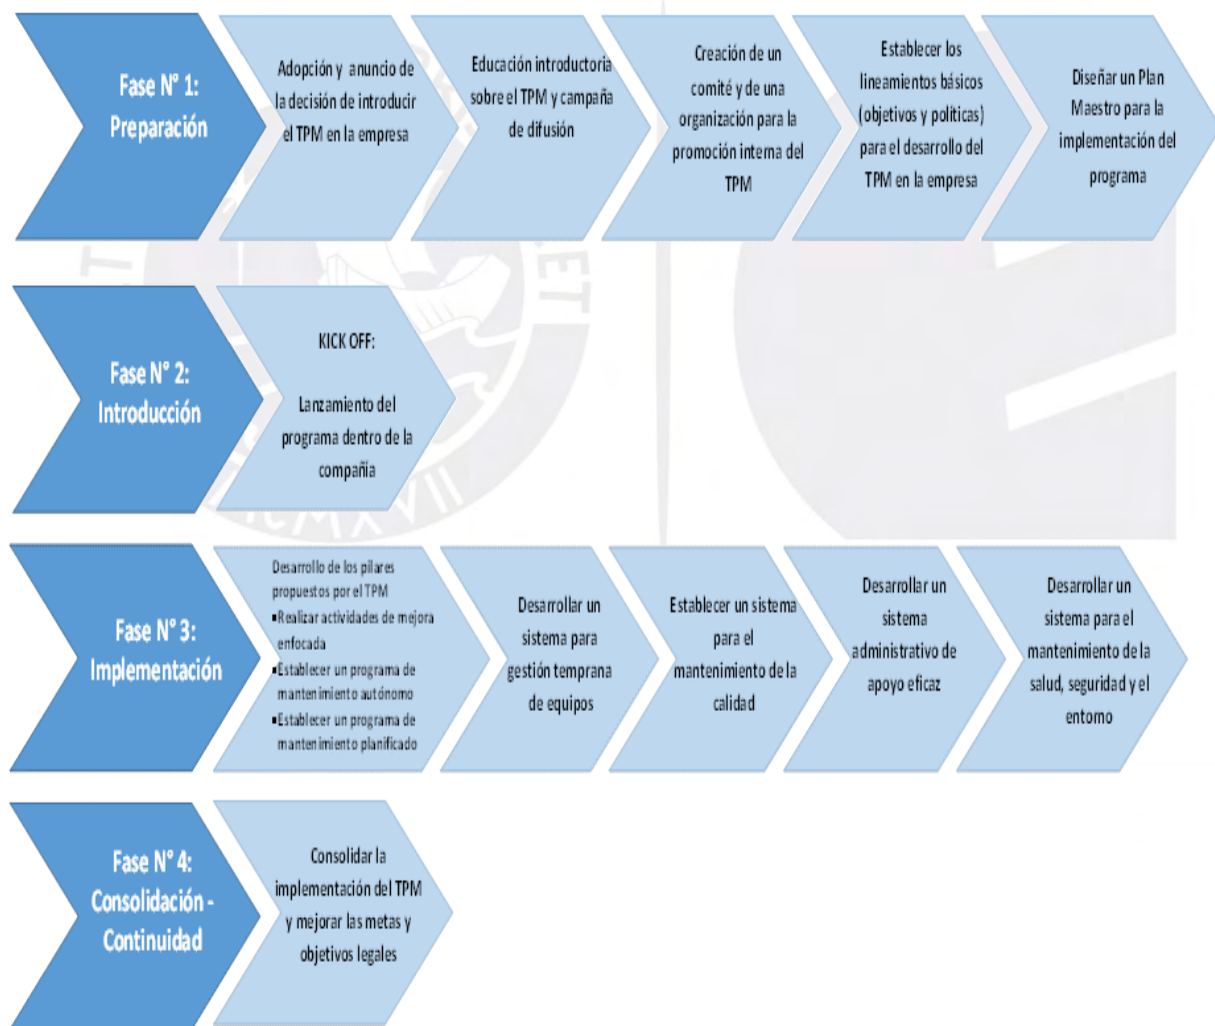 Fase N° 1:
Preparación
Adopción y anuncio de
la decisión de introducir
el TPM en la empresa
Educación introductoria
sobre el TPM y campaña
de difusión
Creación de un
comité y de una
organización para la
promoción interna del
TPM
Establecer los
lineamientos básicos
(objetivos y políticas)
para el desarrollo del
TPM en la empresa
Diseñar un Plan
Maestro para la
implementación del
programa
Fase N° 2:
Introducción
KICK OFF:
Lanzamiento del
programa dentro de la
compañia
Fase N° 3:
Implementación
Desarrollo de los pilares
propuestos por el TPM
▪Realizar actividades de mejora
enfocada
▪Establecer un programa de
mantenimiento autónomo
▪Establecer un programa de
mantenimiento planificado
Desarrollar un
sistema para
gestión temprana
de equipos
Establecer un sistema
para el
mantenimiento de la
calidad
Desarrollar un
sistema
administrativo de
apoyo eficaz
Desarrollar un
sistema para el
mantenimiento de la
salud, seguridad y el
entorno
Fase N° 4:
Consolidación -
Continuidad
Consolidar la
implementación del TPM
y mejorar las metas y
objetivos legales